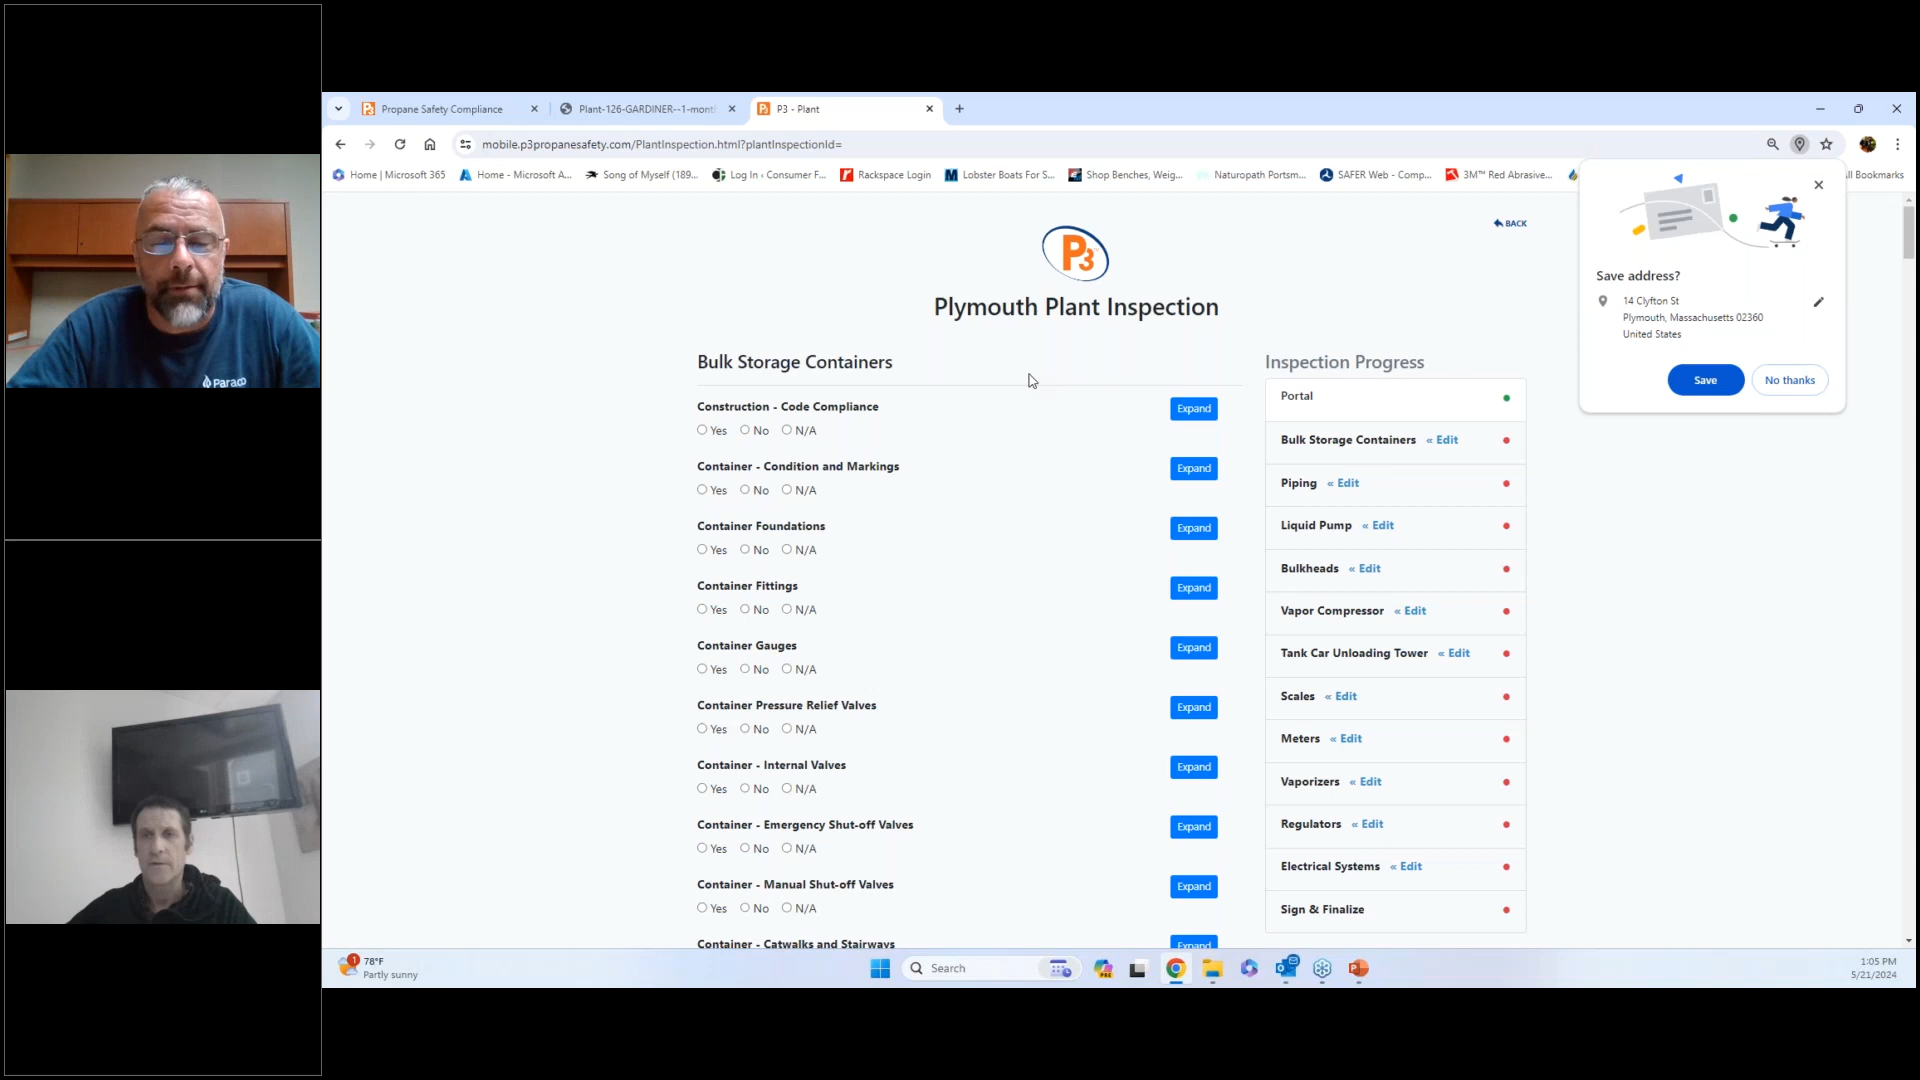 Propane Safety Compliance
Plant-126-GARDINER--1-mont
P3 - Plant
mobile.p3propanesafety.com/PlantInspection.html?plantInspectionId=
Home | Microsoft 365
Home - Microsoft A...
Song of Myself (189...
Log In ‹ Consumer F...
Rackspace Login
Lobster Boats For S...
Shop Benches, Weig...
Naturopath Portsm...
SAFER Web - Comp...
3M™ Red Abrasive...
All Bookmarks
BACK
P3
Plymouth Plant Inspection
Bulk Storage Containers
Construction - Code Compliance
Expand
Yes No N/A
Container - Condition and Markings
Expand
Yes No N/A
Container Foundations
Expand
Yes No N/A
Container Fittings
Expand
Yes No N/A
Container Gauges
Expand
Yes No N/A
Container Pressure Relief Valves
Expand
Yes No N/A
Container - Internal Valves
Expand
Yes No N/A
Container - Emergency Shut-off Valves
Expand
Yes No N/A
Container - Manual Shut-off Valves
Expand
Yes No N/A
Container - Catwalks and Stairways
Expand
Inspection Progress
Portal
Bulk Storage Containers « Edit
Piping « Edit
Liquid Pump « Edit
Bulkheads « Edit
Vapor Compressor « Edit
Tank Car Unloading Tower « Edit
Scales « Edit
Meters « Edit
Vaporizers « Edit
Regulators « Edit
Electrical Systems « Edit
Sign & Finalize
Save address?
14 Clyfton St
Plymouth, Massachusetts 02360
United States
Save
No thanks
Paraco
1
78°F
Partly sunny
Search
1:05 PM
5/21/2024